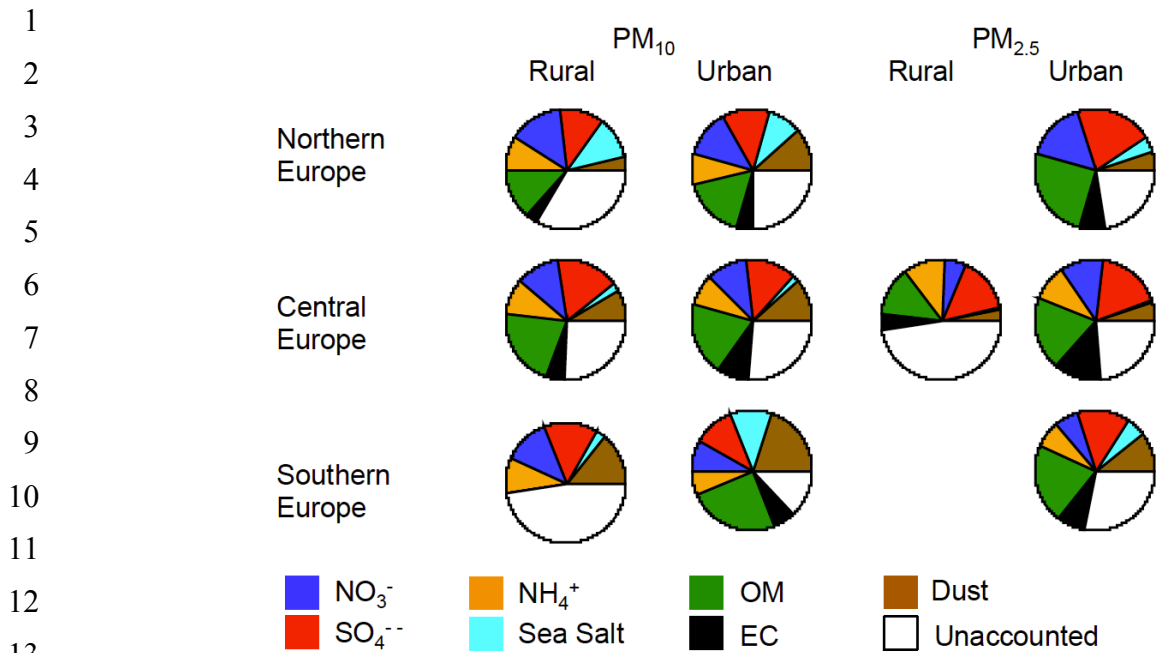 1
PM10 PM2.5
2 Rural Urban Rural Urban
3
Northern
4 Europe
5
6
Central
7 Europe
8
9
Southern
10 Europe
11
12 NO3- NH4+ OM Dust
SO4-- Sea Salt EC Unaccounted